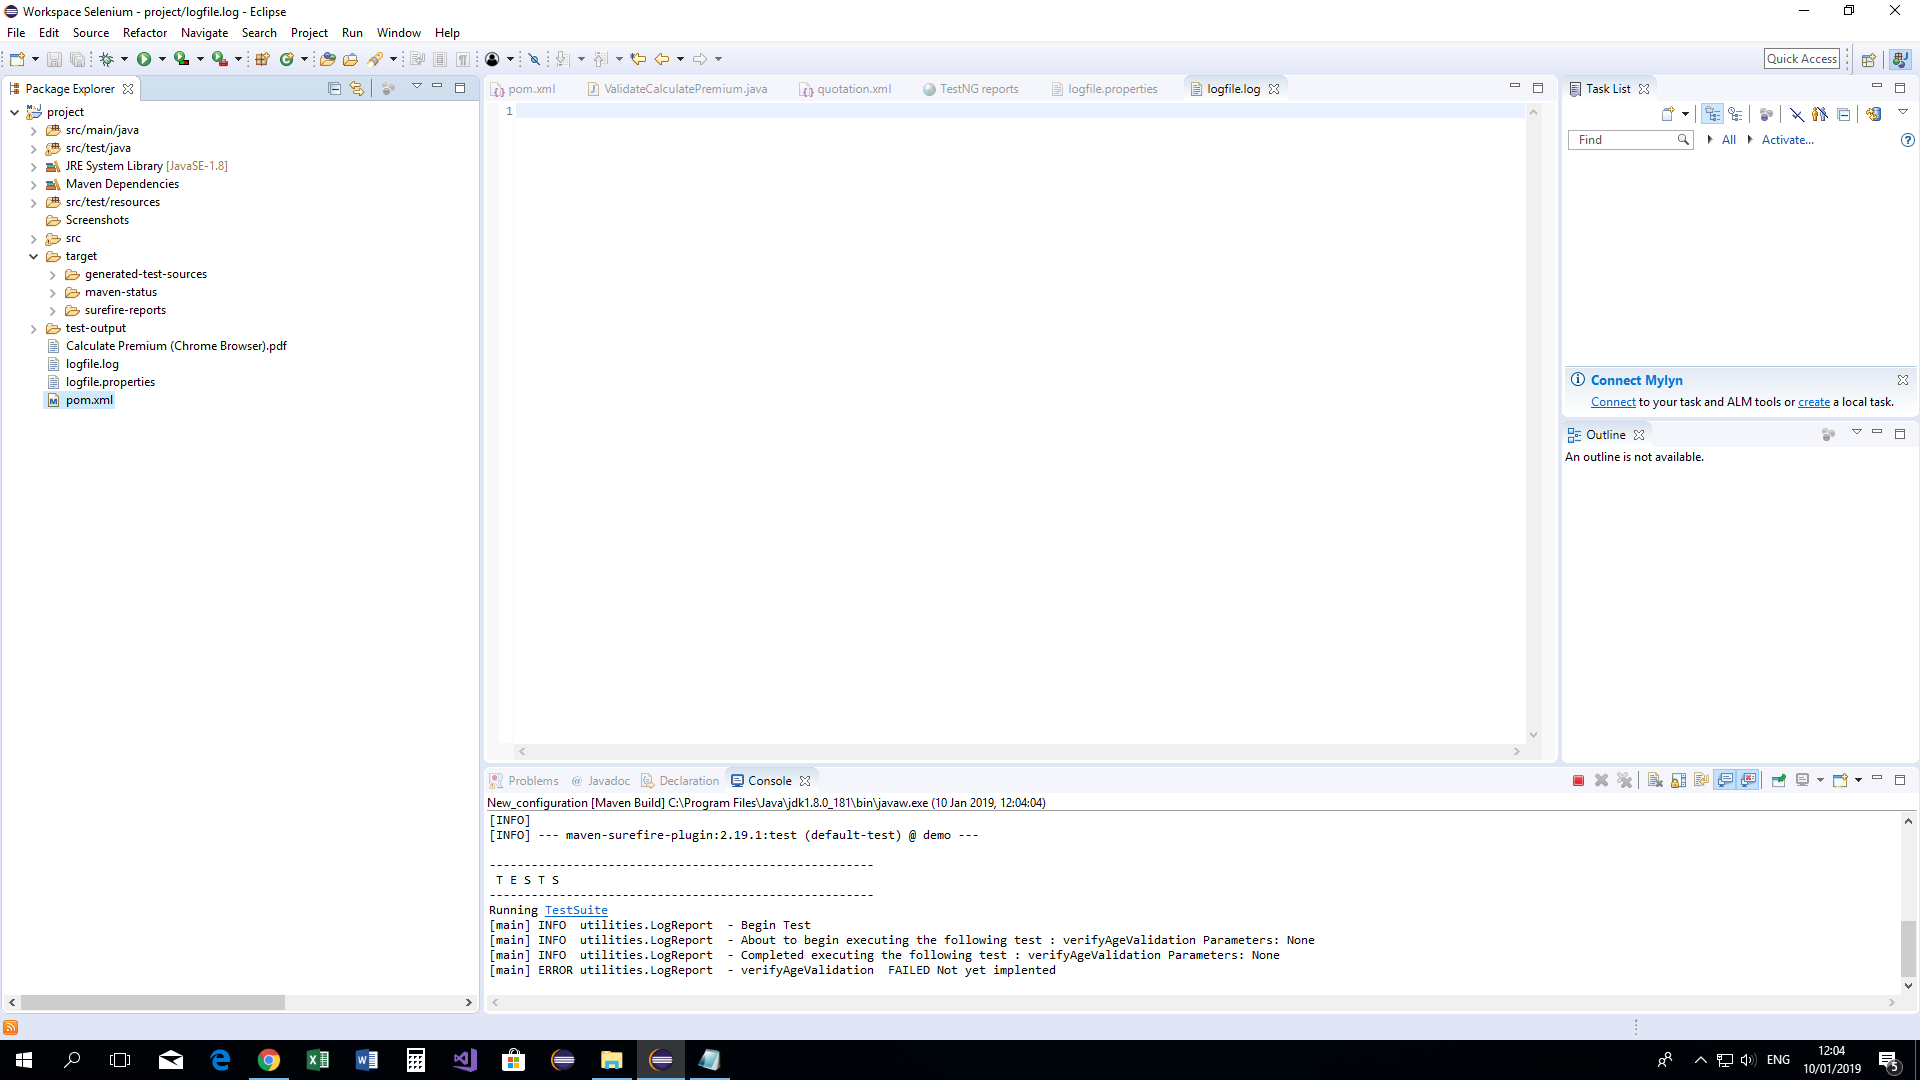 Workspace Selenium - project/logfile.log - Eclipse
File Edit Source Refactor Navigate Search Project Run Window Help
Quick Access
Package Explorer
project
src/main/java
src/test/java
JRE System Library [JavaSE-1.8]
Maven Dependencies
src/test/resources
Screenshots
src
target
generated-test-sources
maven-status
surefire-reports
test-output
Calculate Premium (Chrome Browser).pdf
logfile.log
logfile.properties
pom.xml
pom.xml ValidateCalculatePremium.java quotation.xml TestNG reports logfile.properties logfile.log
1
Task List
Find All Activate...
Connect Mylyn
Connect to your task and ALM tools or create a local task.
Outline
An outline is not available.
Problems @ Javadoc Declaration Console
New_configuration [Maven Build] C:\Program Files\Java\jdk1.8.0_181\bin\javaw.exe (10 Jan 2019, 12:04:04)
[INFO]
[INFO] --- maven-surefire-plugin:2.19.1:test (default-test) @ demo ---
-------------------------------------------------------
T E S T S
-------------------------------------------------------
Running TestSuite
[main] INFO  utilities.LogReport  - Begin Test
[main] INFO  utilities.LogReport  - About to begin executing the following test : verifyAgeValidation Parameters: None
[main] INFO  utilities.LogReport  - Completed executing the following test : verifyAgeValidation Parameters: None
[main] ERROR utilities.LogReport  - verifyAgeValidation  FAILED Not yet implented
ENG
12:04
10/01/2019
5